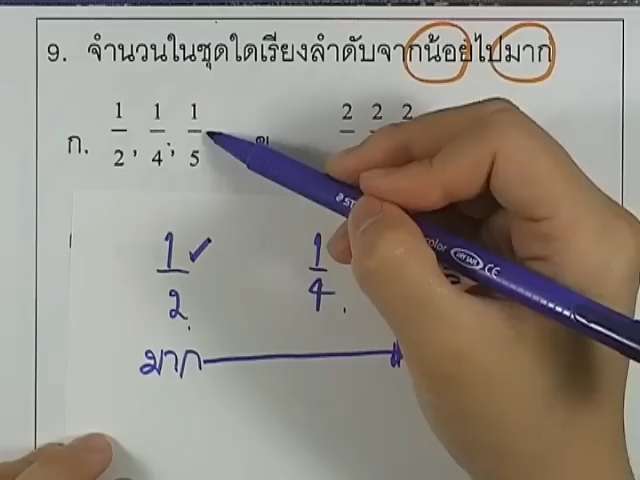 9. จำนวนในชุดใดเรียงลำดับจากน้อยไปมาก
ก. 1/2, 1/4, 1/5 ข. 2 2 2
1/2 ✓ 1/4
มาก